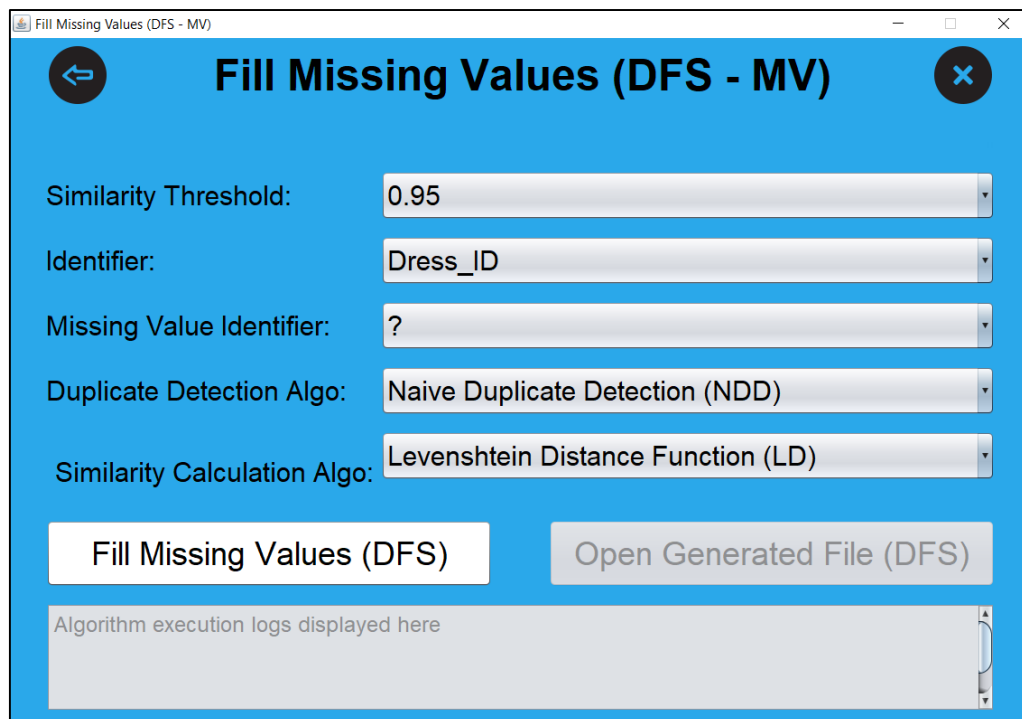 Fill Missing Values (DFS - MV)
Fill Missing Values (DFS - MV)
Similarity Threshold: 0.95
Identifier: Dress_ID
Missing Value Identifier: ?
Duplicate Detection Algo: Naive Duplicate Detection (NDD)
Similarity Calculation Algo: Levenshtein Distance Function (LD)
Fill Missing Values (DFS) Open Generated File (DFS)
Algorithm execution logs displayed here